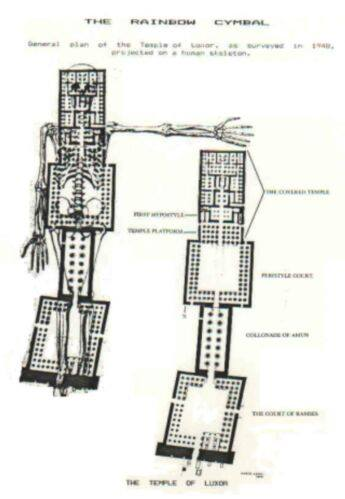 THE RAINBOW CYMBAL
General plan of the Temple of Luxor, as surveyed in 1940,
projected on a human skeleton.
THE COVERED TEMPLE
FIRST HYPOSTYLE
TEMPLE PLATFORM
PERISTYLE COURT
COLLONADE OF AMUN
THE COURT OF RAMSES
THE TEMPLE OF LUXOR